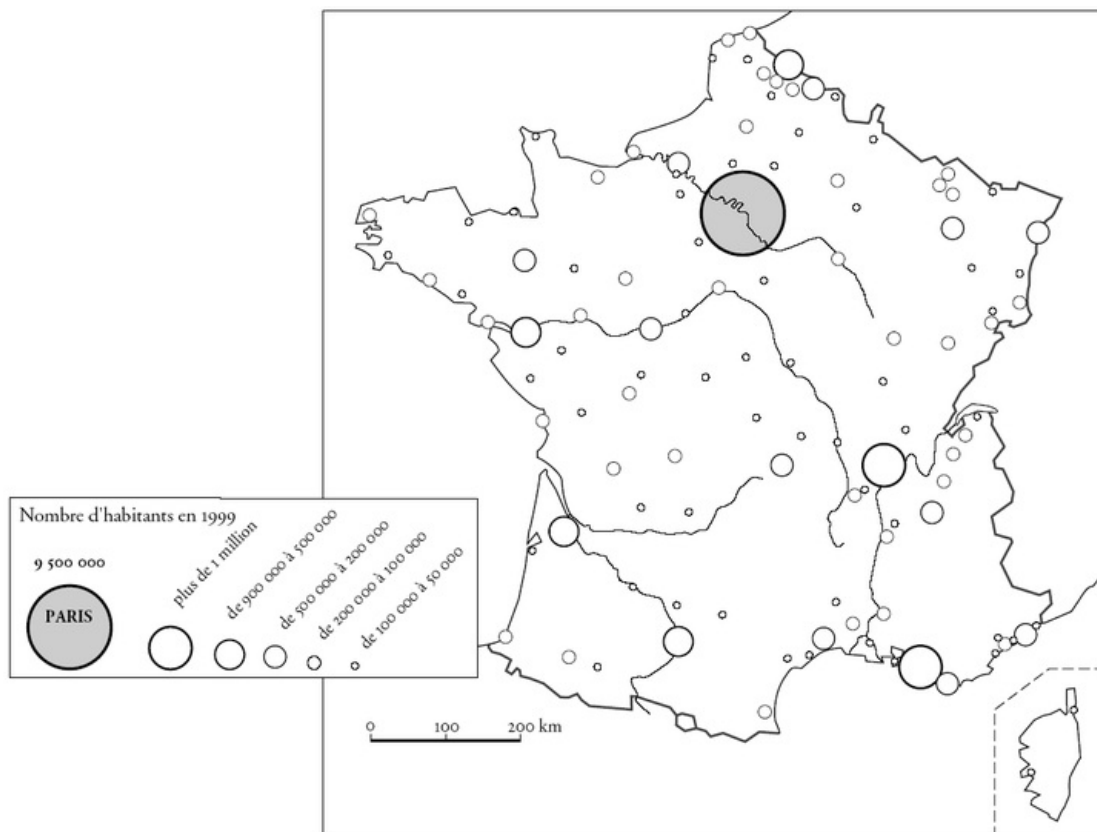 Nombre d'habitants en 1999
9 500 000
PARIS
plus de 1 million
de 900 000 à 500 000
de 500 000 à 200 000
de 200 000 à 100 000
de 100 000 à 50 000
0 100 200 km